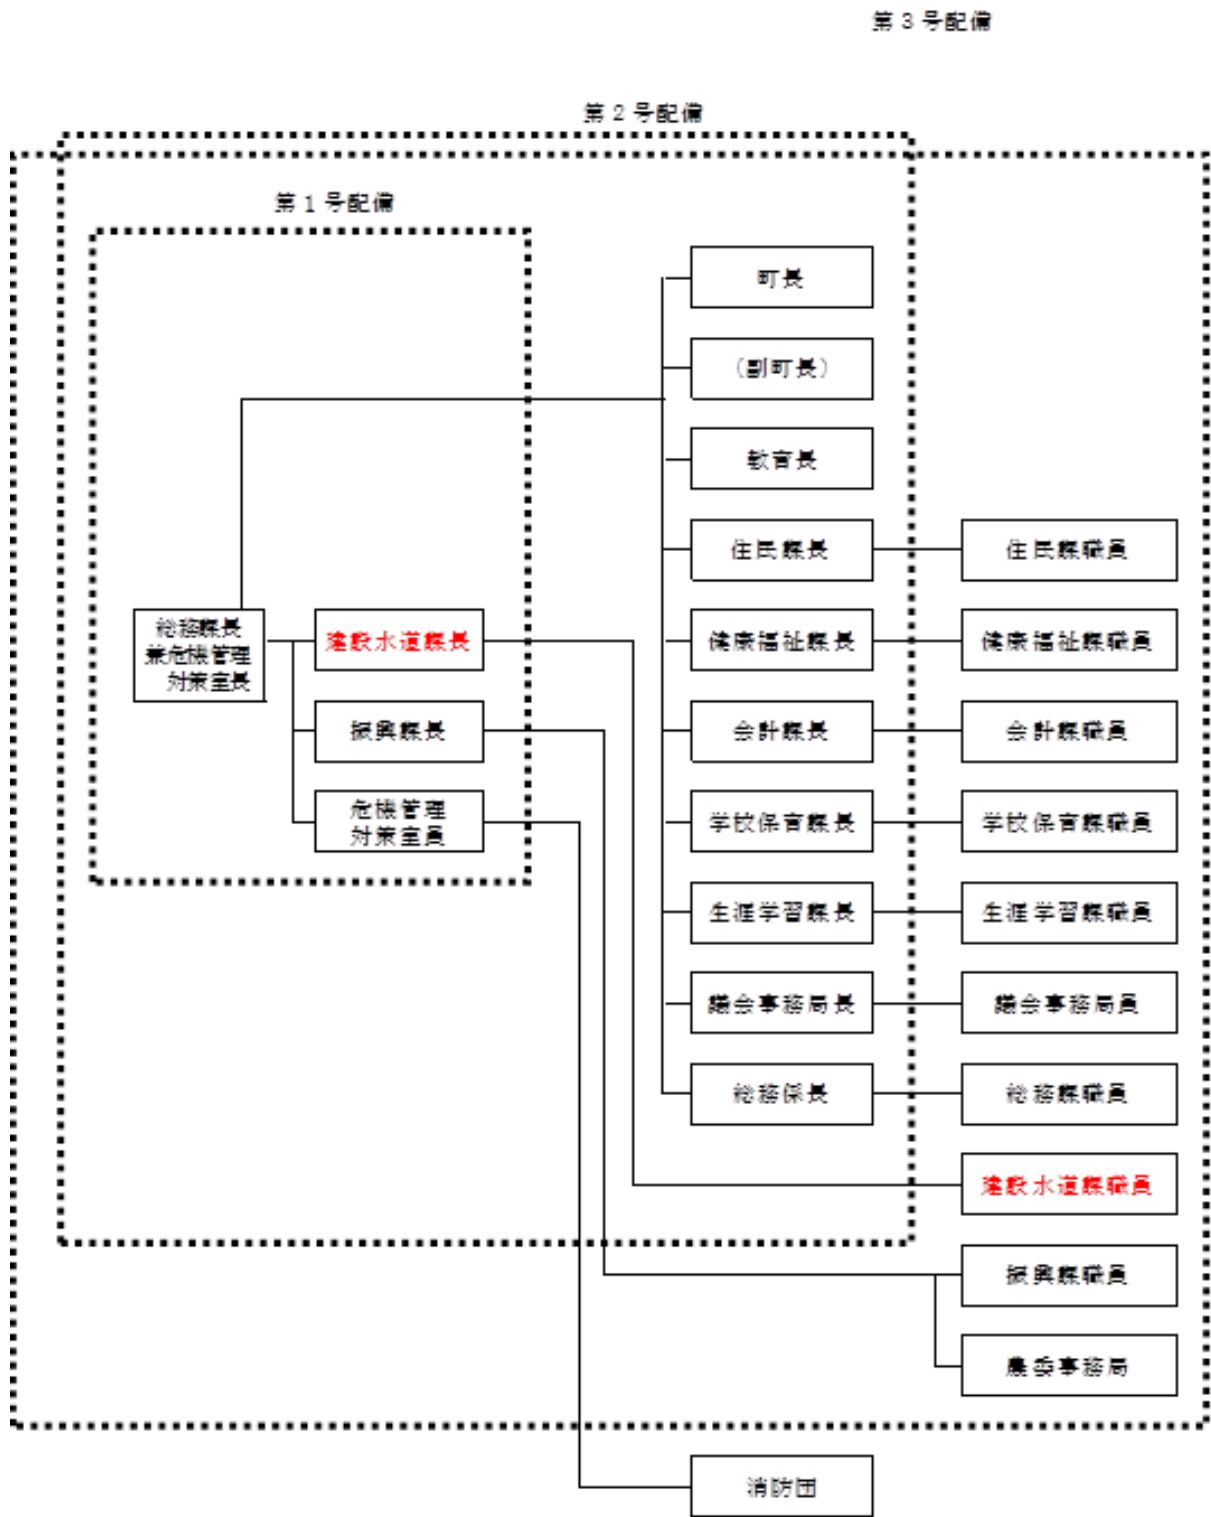 第3号配備
第2号配備
第1号配備
町長
（副町長）
教育長
住民課長
住民課職員
総務課長
兼危機管理
対策室長
建設水道課長
健康福祉課長
健康福祉課職員
振興課長
会計課長
会計課職員
危機管理
対策室員
学校保育課長
学校保育課職員
生涯学習課長
生涯学習課職員
議会事務局長
議会事務局員
総務係長
総務課職員
建設水道課職員
振興課職員
農委事務局
消防団